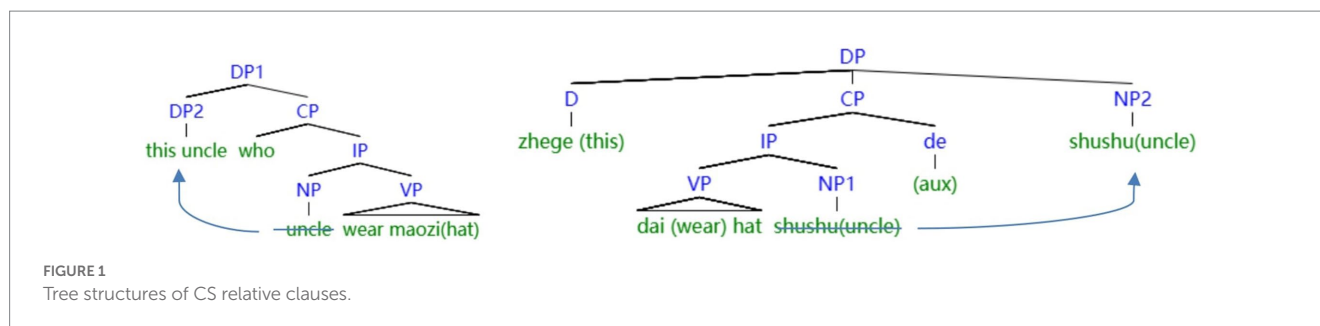 DP1
DP2 CP
this uncle who IP
NP VP
uncle wear maozi(hat)
DP
D CP NP2
zhege (this) IP de shushu(uncle)
VP NP1 (aux)
dai (wear) hat shushu(uncle)
FIGURE 1
Tree structures of CS relative clauses.